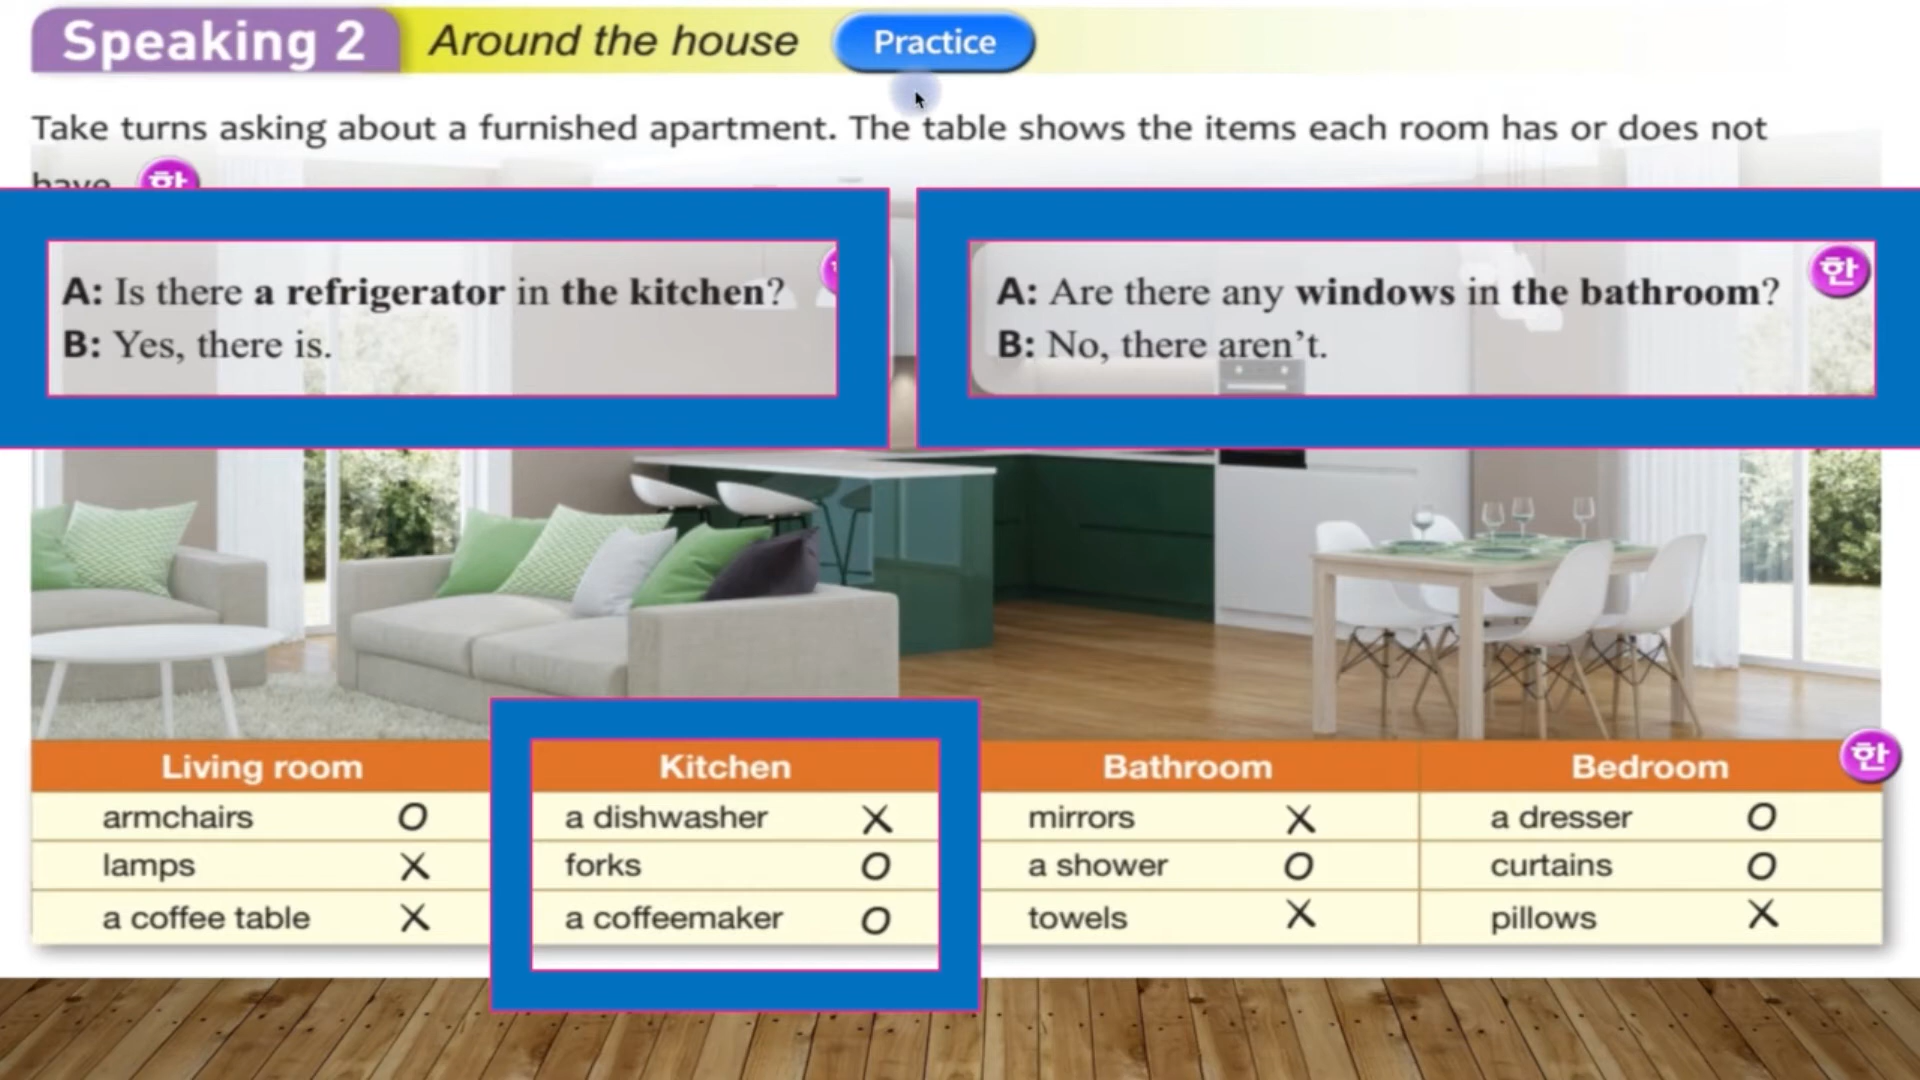 Speaking 2 Around the house Practice
Take turns asking about a furnished apartment. The table shows the items each room has or does not
have. 한
A: Is there a refrigerator in the kitchen?
B: Yes, there is.
A: Are there any windows in the bathroom? 한
B: No, there aren't.
Living room Kitchen Bathroom Bedroom 한
armchairs O a dishwasher X mirrors X a dresser O
lamps X forks O a shower O curtains O
a coffee table X a coffeemaker O towels X pillows X